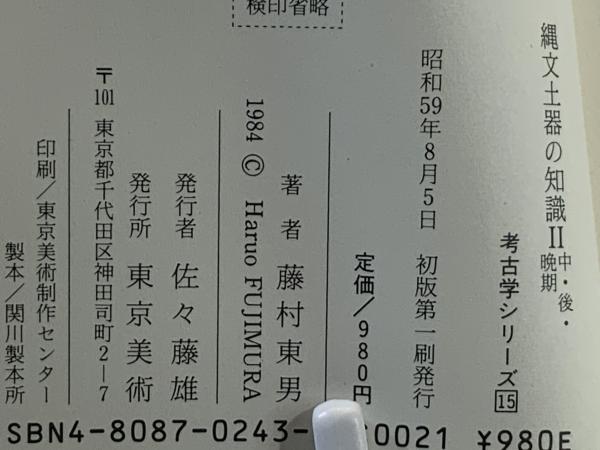 検印省略
縄文土器の知識II中・後・晩期
考古学シリーズ15
昭和59年8月5日 初版第一刷発行
定価/980円
著者 藤村東男
1984 © Haruo FUJIMURA
発行者 佐々藤雄
発行所 東京美術
〒101 東京都千代田区神田司町2-7
印刷/東京美術制作センター
製本/関川製本所
SBN4-8087-0243- 0021 ¥980E